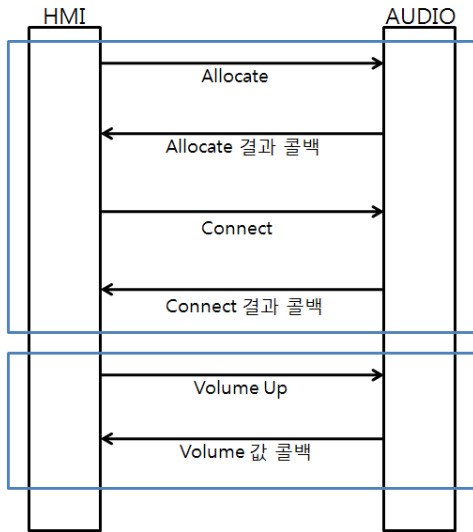 HMI
AUDIO
Allocate
Allocate 결과 콜백
Connect
Connect 결과 콜백
Volume Up
Volume 값 콜백